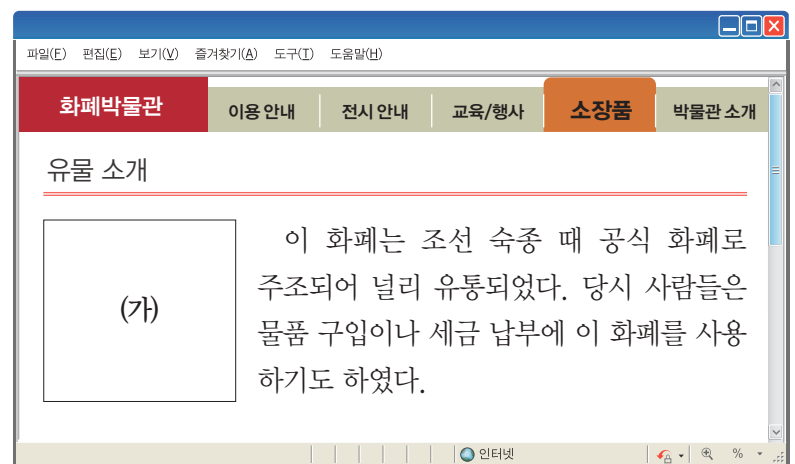 파일(F) 편집(E) 보기(V) 즐겨찾기(A) 도구(T) 도움말(H)
화폐박물관 이용 안내 전시 안내 교육/행사 소장품 박물관 소개
유물 소개
(가)
이 화폐는 조선 숙종 때 공식 화폐로
주조되어 널리 유통되었다. 당시 사람들은
물품 구입이나 세금 납부에 이 화폐를 사용
하기도 하였다.
인터넷 %